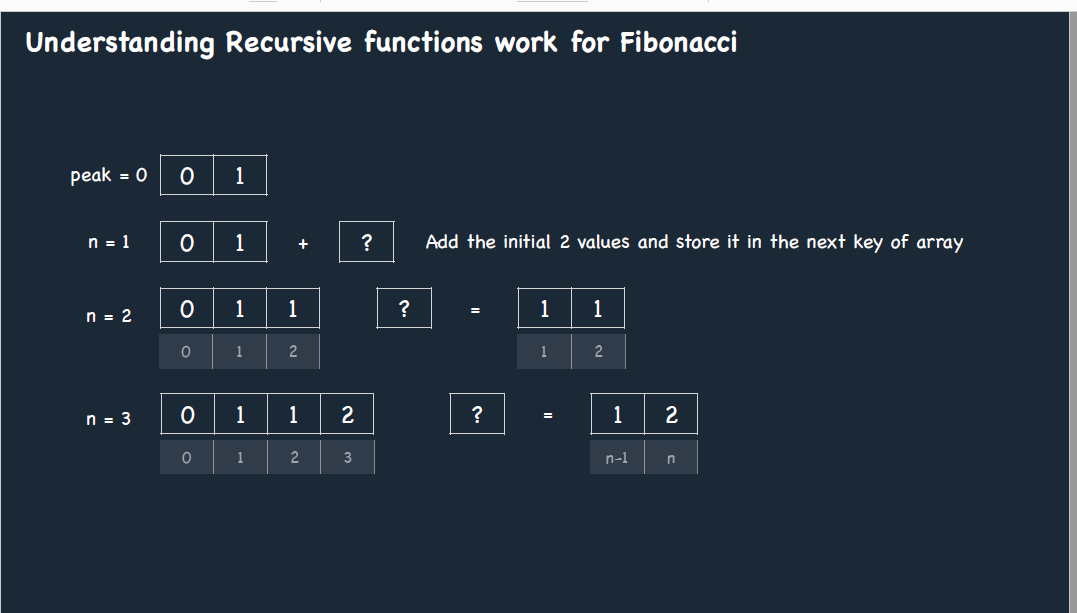 Understanding Recursive functions work for Fibonacci
peak = 0 0 1
n = 1 0 1 + ? Add the initial 2 values and store it in the next key of array
n = 2 0 1 1 ? = 1 1
0 1 2 1 2
n = 3 0 1 1 2 ? = 1 2
0 1 2 3 n-1 n